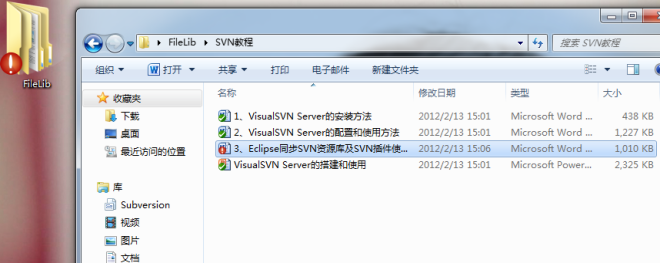 FileLib
FileLib ▸ SVN教程
搜索 SVN教程
组织 打开 共享 打印 电子邮件 新建文件夹
名称 修改日期 类型 大小
收藏夹
下载
桌面
最近访问的位置
库
Subversion
视频
图片
文档
1、VisualSVN Server的安装方法 2012/2/13 15:01 Microsoft Word ... 438 KB
2、VisualSVN Server的配置和使用方法 2012/2/13 15:01 Microsoft Word ... 1,227 KB
3、Eclipse同步SVN资源库及SVN插件使... 2012/2/13 15:06 Microsoft Word ... 1,010 KB
VisualSVN Server的搭建和使用 2012/2/13 15:01 Microsoft Power... 2,325 KB